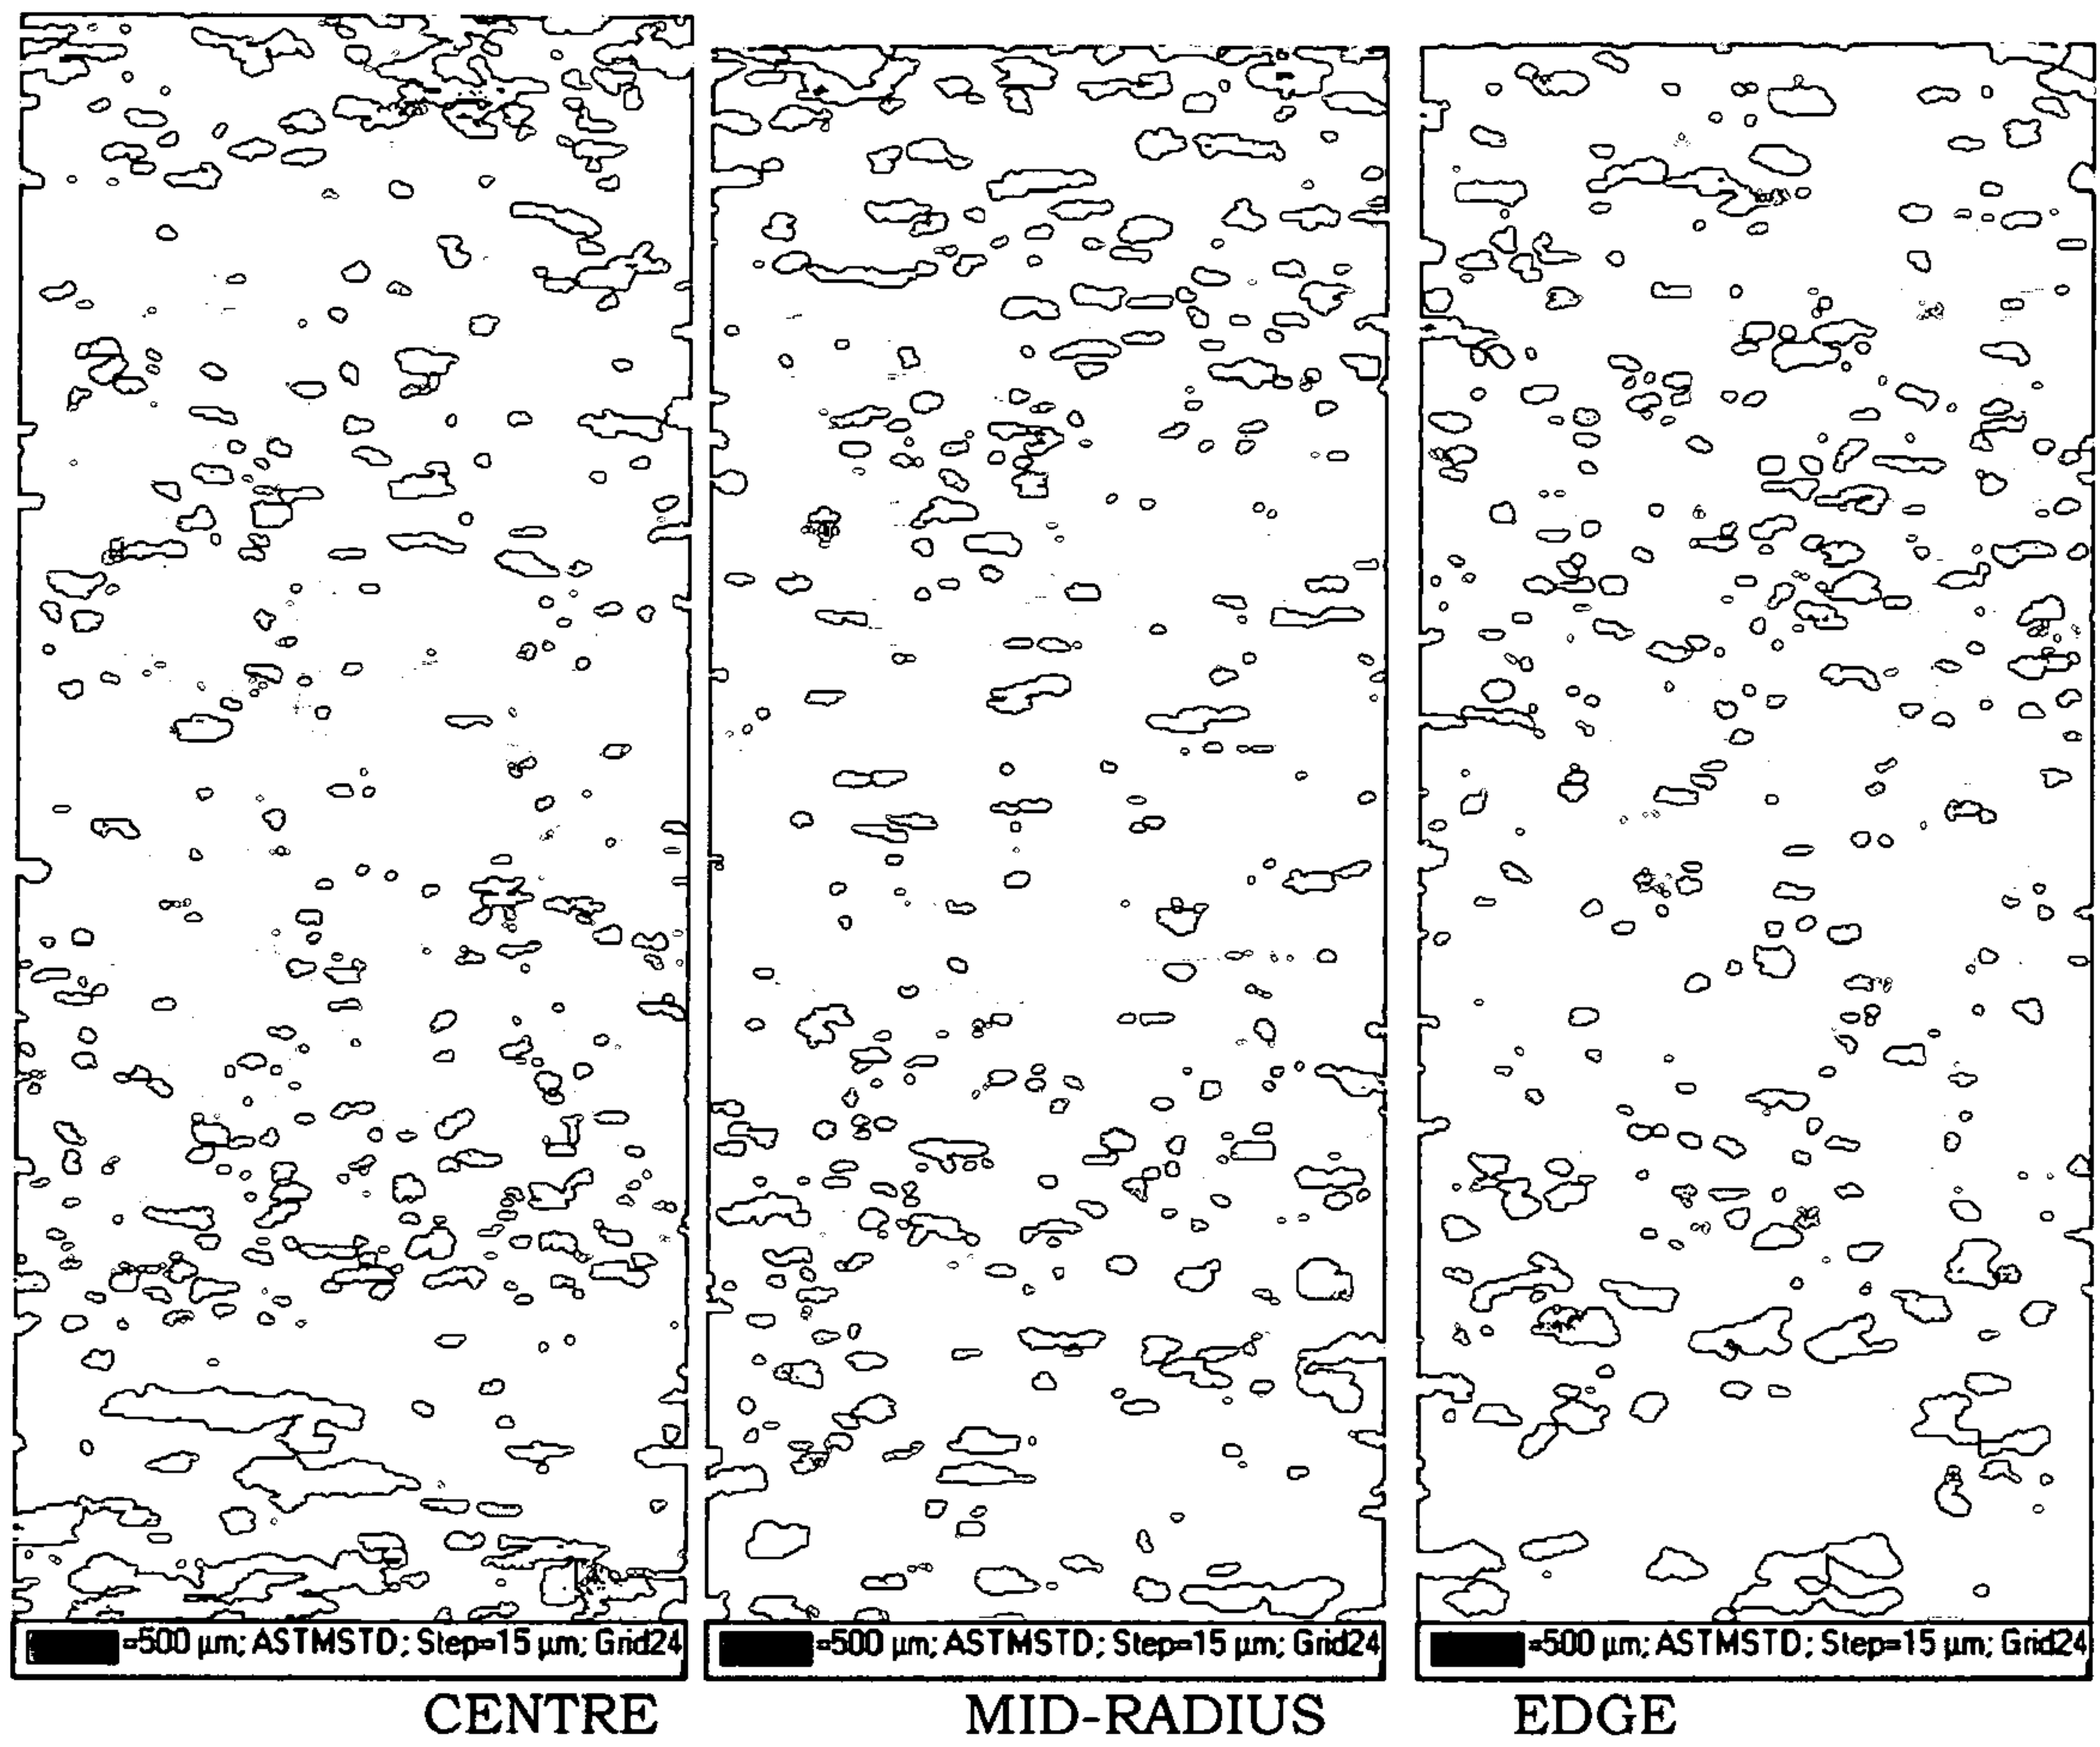 =500 µm; ASTMSTD; Step=15 µm; Grid24
=500 µm; ASTMSTD; Step=15 µm; Grid24
=500 µm; ASTMSTD; Step=15 µm; Grid24
CENTRE
MID-RADIUS
EDGE